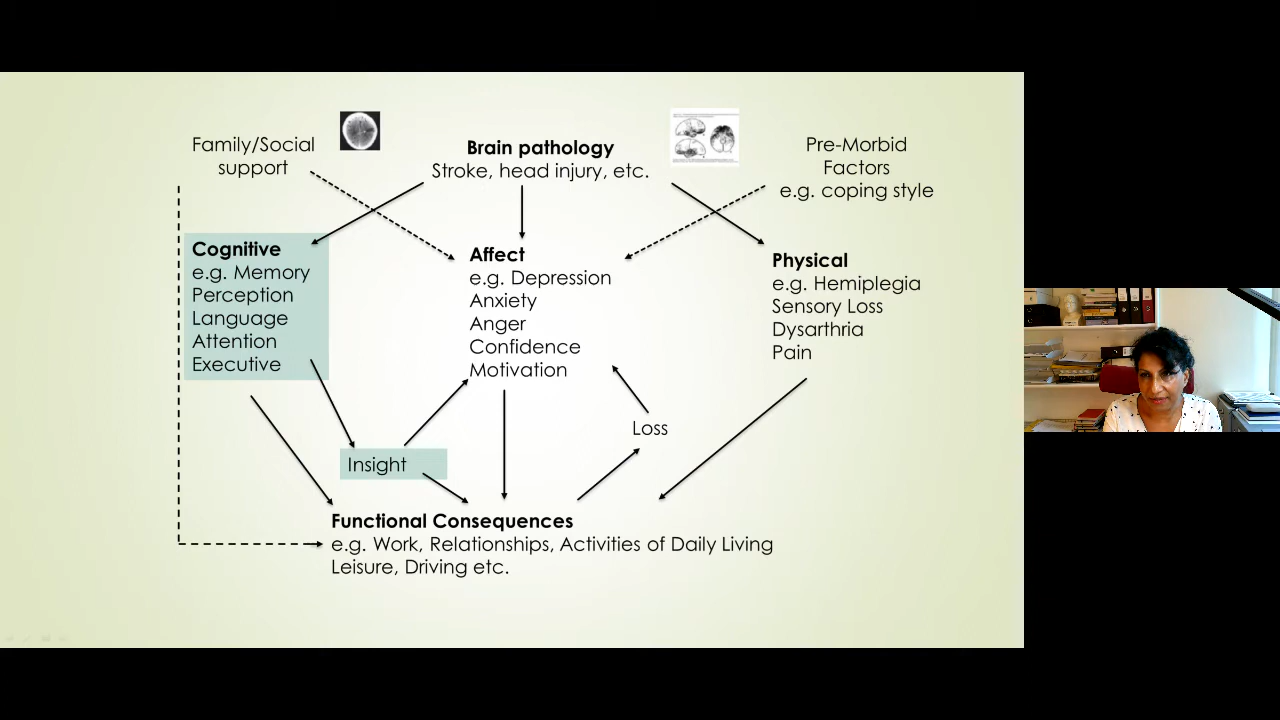 Family/Social
support
Brain pathology
Stroke, head injury, etc.
Pre-Morbid
Factors
e.g. coping style
Cognitive
e.g. Memory
Perception
Language
Attention
Executive
Affect
e.g. Depression
Anxiety
Anger
Confidence
Motivation
Physical
e.g. Hemiplegia
Sensory Loss
Dysarthria
Pain
Loss
Insight
Functional Consequences
e.g. Work, Relationships, Activities of Daily Living
Leisure, Driving etc.